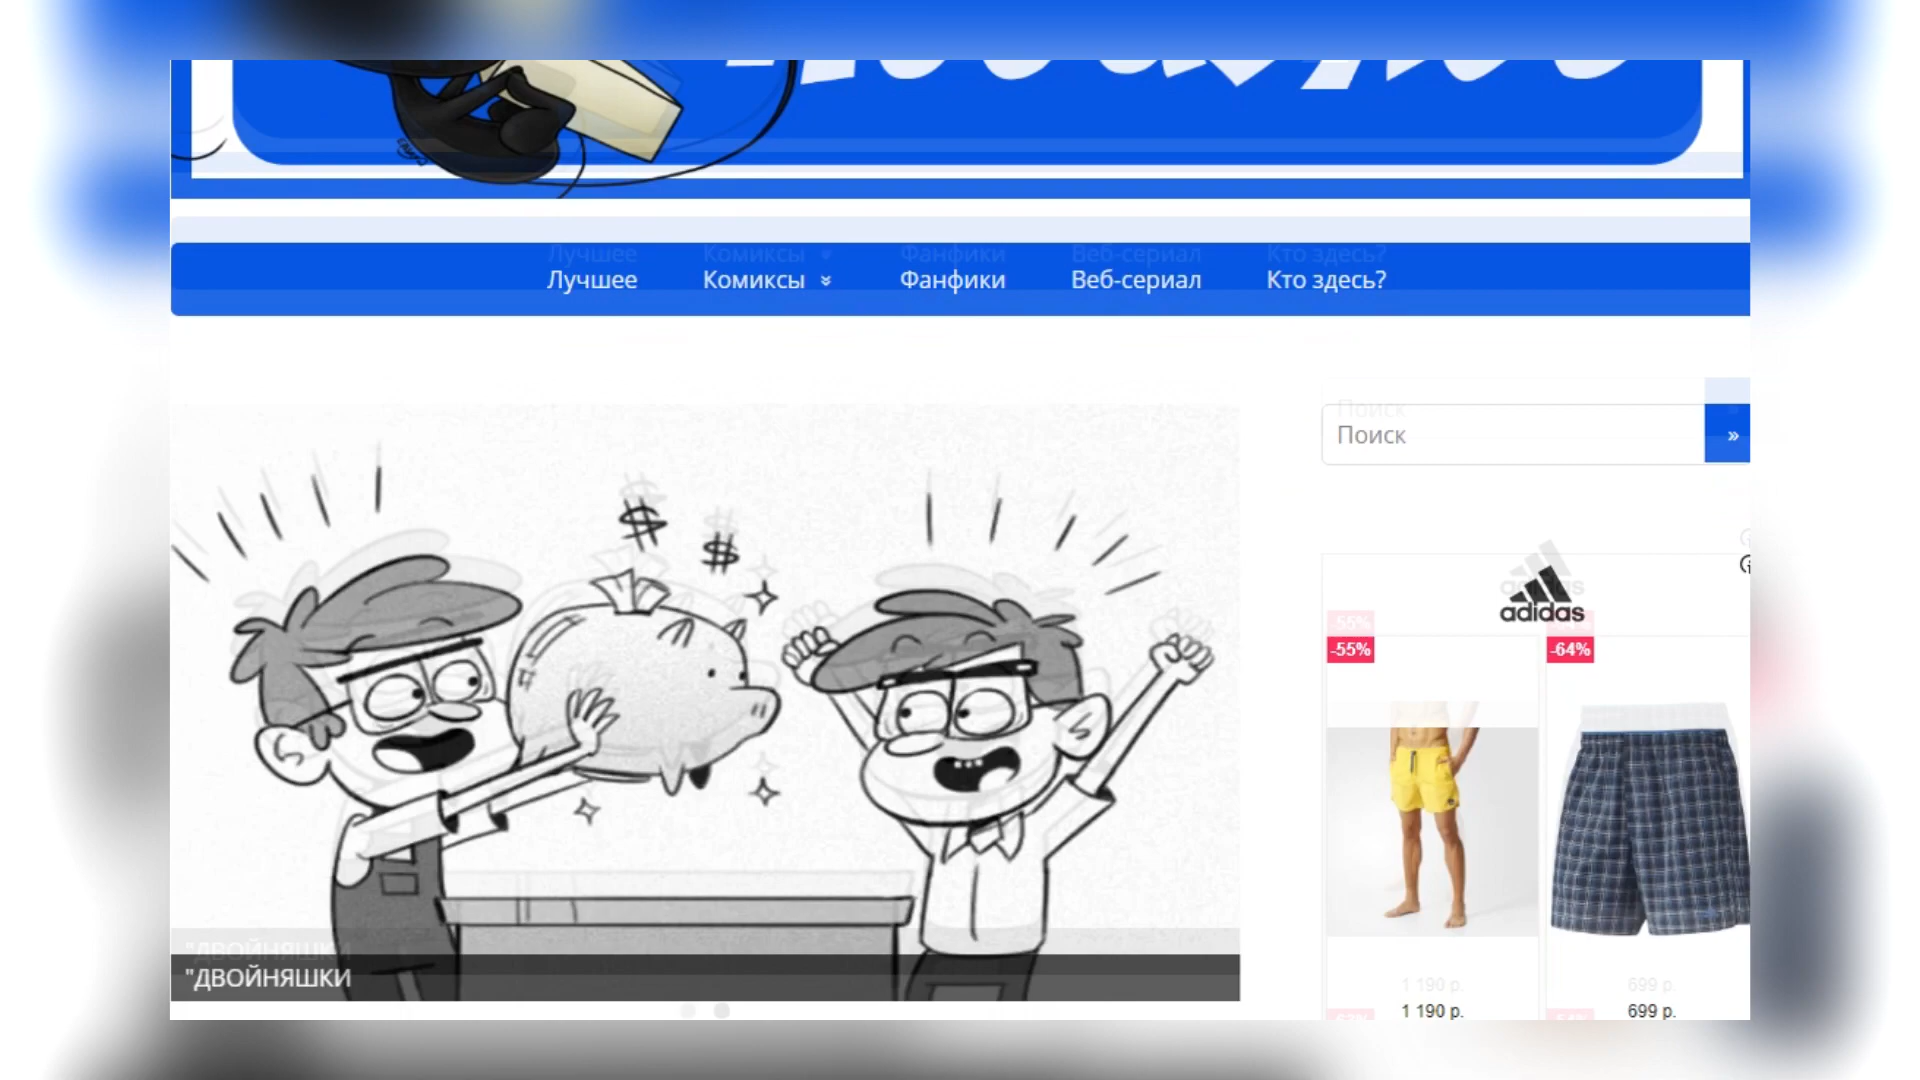 Лучшее Комиксы Фанфики Веб-сериал Кто здесь?
Поиск »
$ $
adidas
-55% -64%
"ДВОЙНЯШКИ
1 190 р. 699 р.